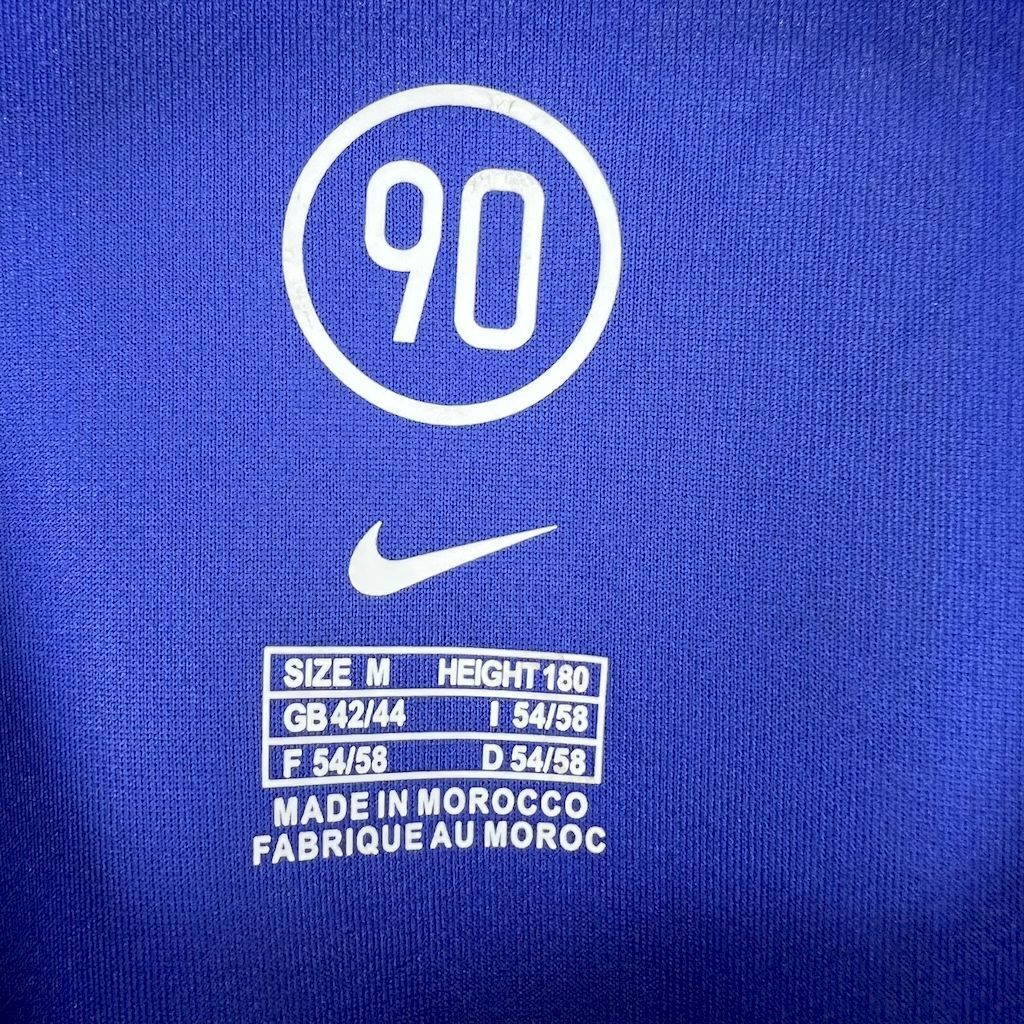 90
SIZE M HEIGHT 180
GB 42/44 I 54/58
F 54/58 D 54/58
MADE IN MOROCCO
FABRIQUE AU MOROC